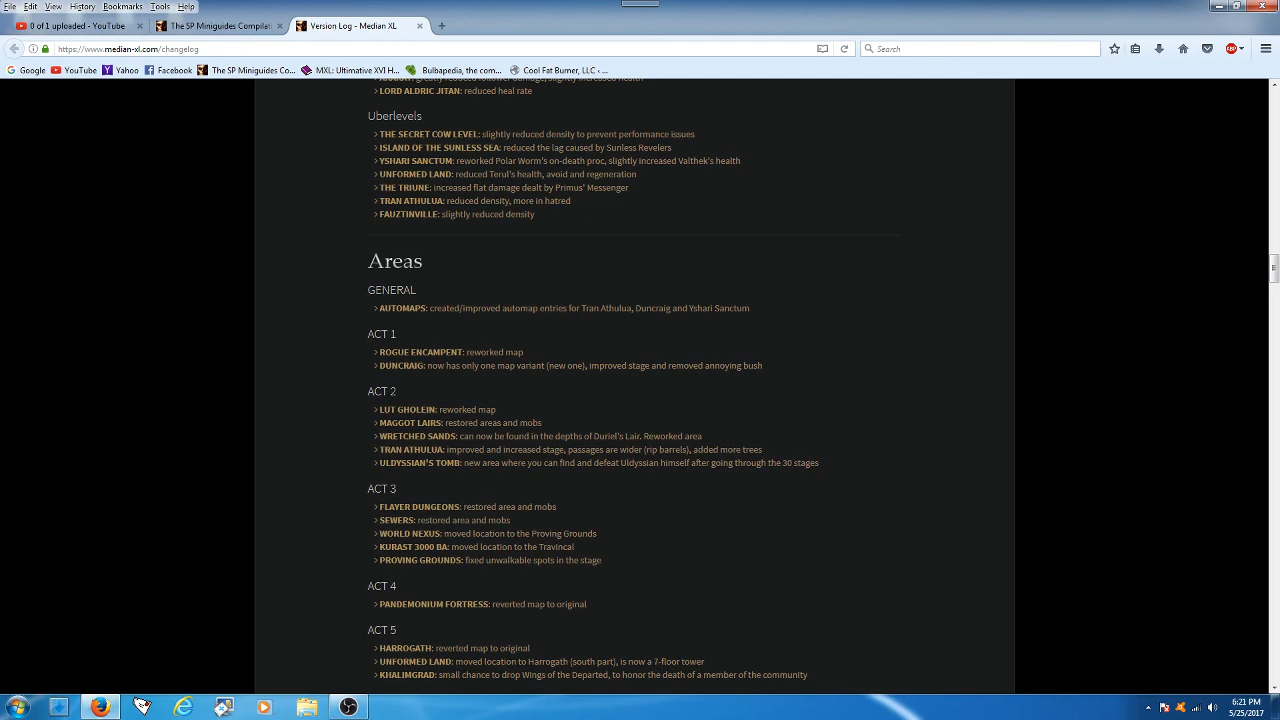 File Edit View History Bookmarks Tools Help
(1) Out of 1 uploaded - YouTub... The SP Miniguides Compilati... Version Log - Median XL
https://www.median-xl.com/changelog
Search
Google YouTube Yahoo Facebook The SP Miniguides Co... MXL: Ultimative XVI H... Bulbapedia, the com... Cool Fat Burner, LLC - ...
LORD ALDRIC JITAN: reduced heal rate
Uberlevels
THE SECRET COW LEVEL: slightly reduced density to prevent performance issues
ISLAND OF THE SUNLESS SEA: reduced the lag caused by Sunless Revelers
YSHARI SANCTUM: reworked Polar Worm's on-death proc, slightly increased Valthek's health
UNFORMED LAND: reduced Terul's health, avoid and regeneration
THE TRIUNE: increased flat damage dealt by Primus' Messenger
TRAN ATHULUA: reduced density, more in hatred
FAUZTINVILLE: slightly reduced density
Areas
GENERAL
AUTOMAPS: created/improved automap entries for Tran Athulua, Duncraig and Yshari Sanctum
ACT 1
ROGUE ENCAMPENT: reworked map
DUNCRAIG: now has only one map variant (new one), improved stage and removed annoying bush
ACT 2
LUT GHOLEIN: reworked map
MAGGOT LAIRS: restored areas and mobs
WRETCHED SANDS: can now be found in the depths of Duriel's Lair. Reworked area
TRAN ATHULUA: improved and increased stage, passages are wider (rip barrels), added more trees
ULDYSSIAN'S TOMB: new area where you can find and defeat Uldyssian himself after going through the 30 stages
ACT 3
FLAYER DUNGEONS: restored area and mobs
SEWERS: restored area and mobs
WORLD NEXUS: moved location to the Proving Grounds
KURAST 3000 BA: moved location to the Travincal
PROVING GROUNDS: fixed unwalkable spots in the stage
ACT 4
PANDEMONIUM FORTRESS: reverted map to original
ACT 5
HARROGATH: reverted map to original
UNFORMED LAND: moved location to Harrogath (south part), is now a 7-floor tower
KHALIMGRAD: small chance to drop Wings of the Departed, to honor the death of a member of the community
6:21 PM
5/25/2017